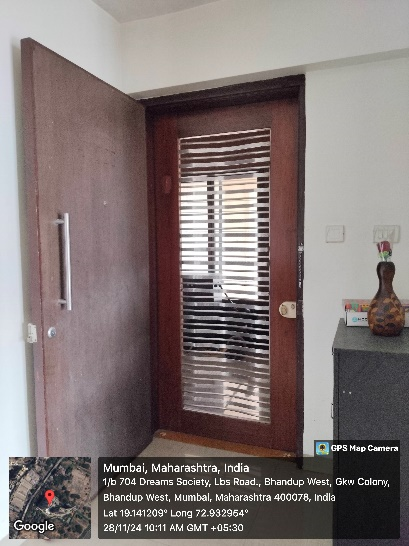 GPS Map Camera
Mumbai, Maharashtra, India
1/b 704 Dreams Society, Lbs Road., Bhandup West, Gkw Colony,
Bhandup West, Mumbai, Maharashtra 400078, India
Lat 19.141209° Long 72.932954°
28/11/24 10:11 AM GMT +05:30
Google